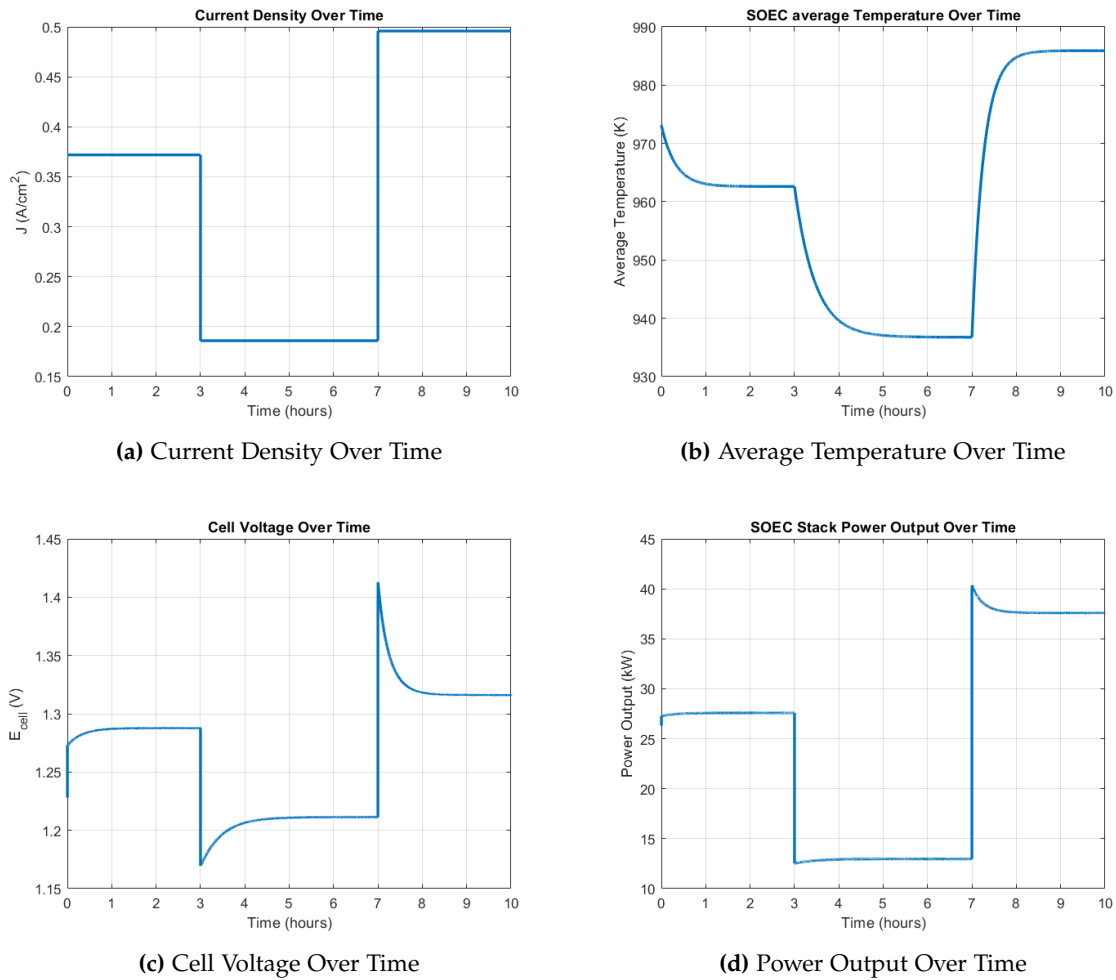 Current Density Over Time
0.5
0.45
0.4
0.35
0.3
0.25
0.2
0.15
J (A/cm²)
0 1 2 3 4 5 6 7 8 9 10
Time (hours)
(a) Current Density Over Time
SOEC average Temperature Over Time
990
980
970
960
950
940
930
Average Temperature (K)
0 1 2 3 4 5 6 7 8 9 10
Time (hours)
(b) Average Temperature Over Time
Cell Voltage Over Time
1.45
1.4
1.35
1.3
1.25
1.2
1.15
E_cell (V)
0 1 2 3 4 5 6 7 8 9 10
Time (hours)
(c) Cell Voltage Over Time
SOEC Stack Power Output Over Time
45
40
35
30
25
20
15
10
Power Output (kW)
0 1 2 3 4 5 6 7 8 9 10
Time (hours)
(d) Power Output Over Time